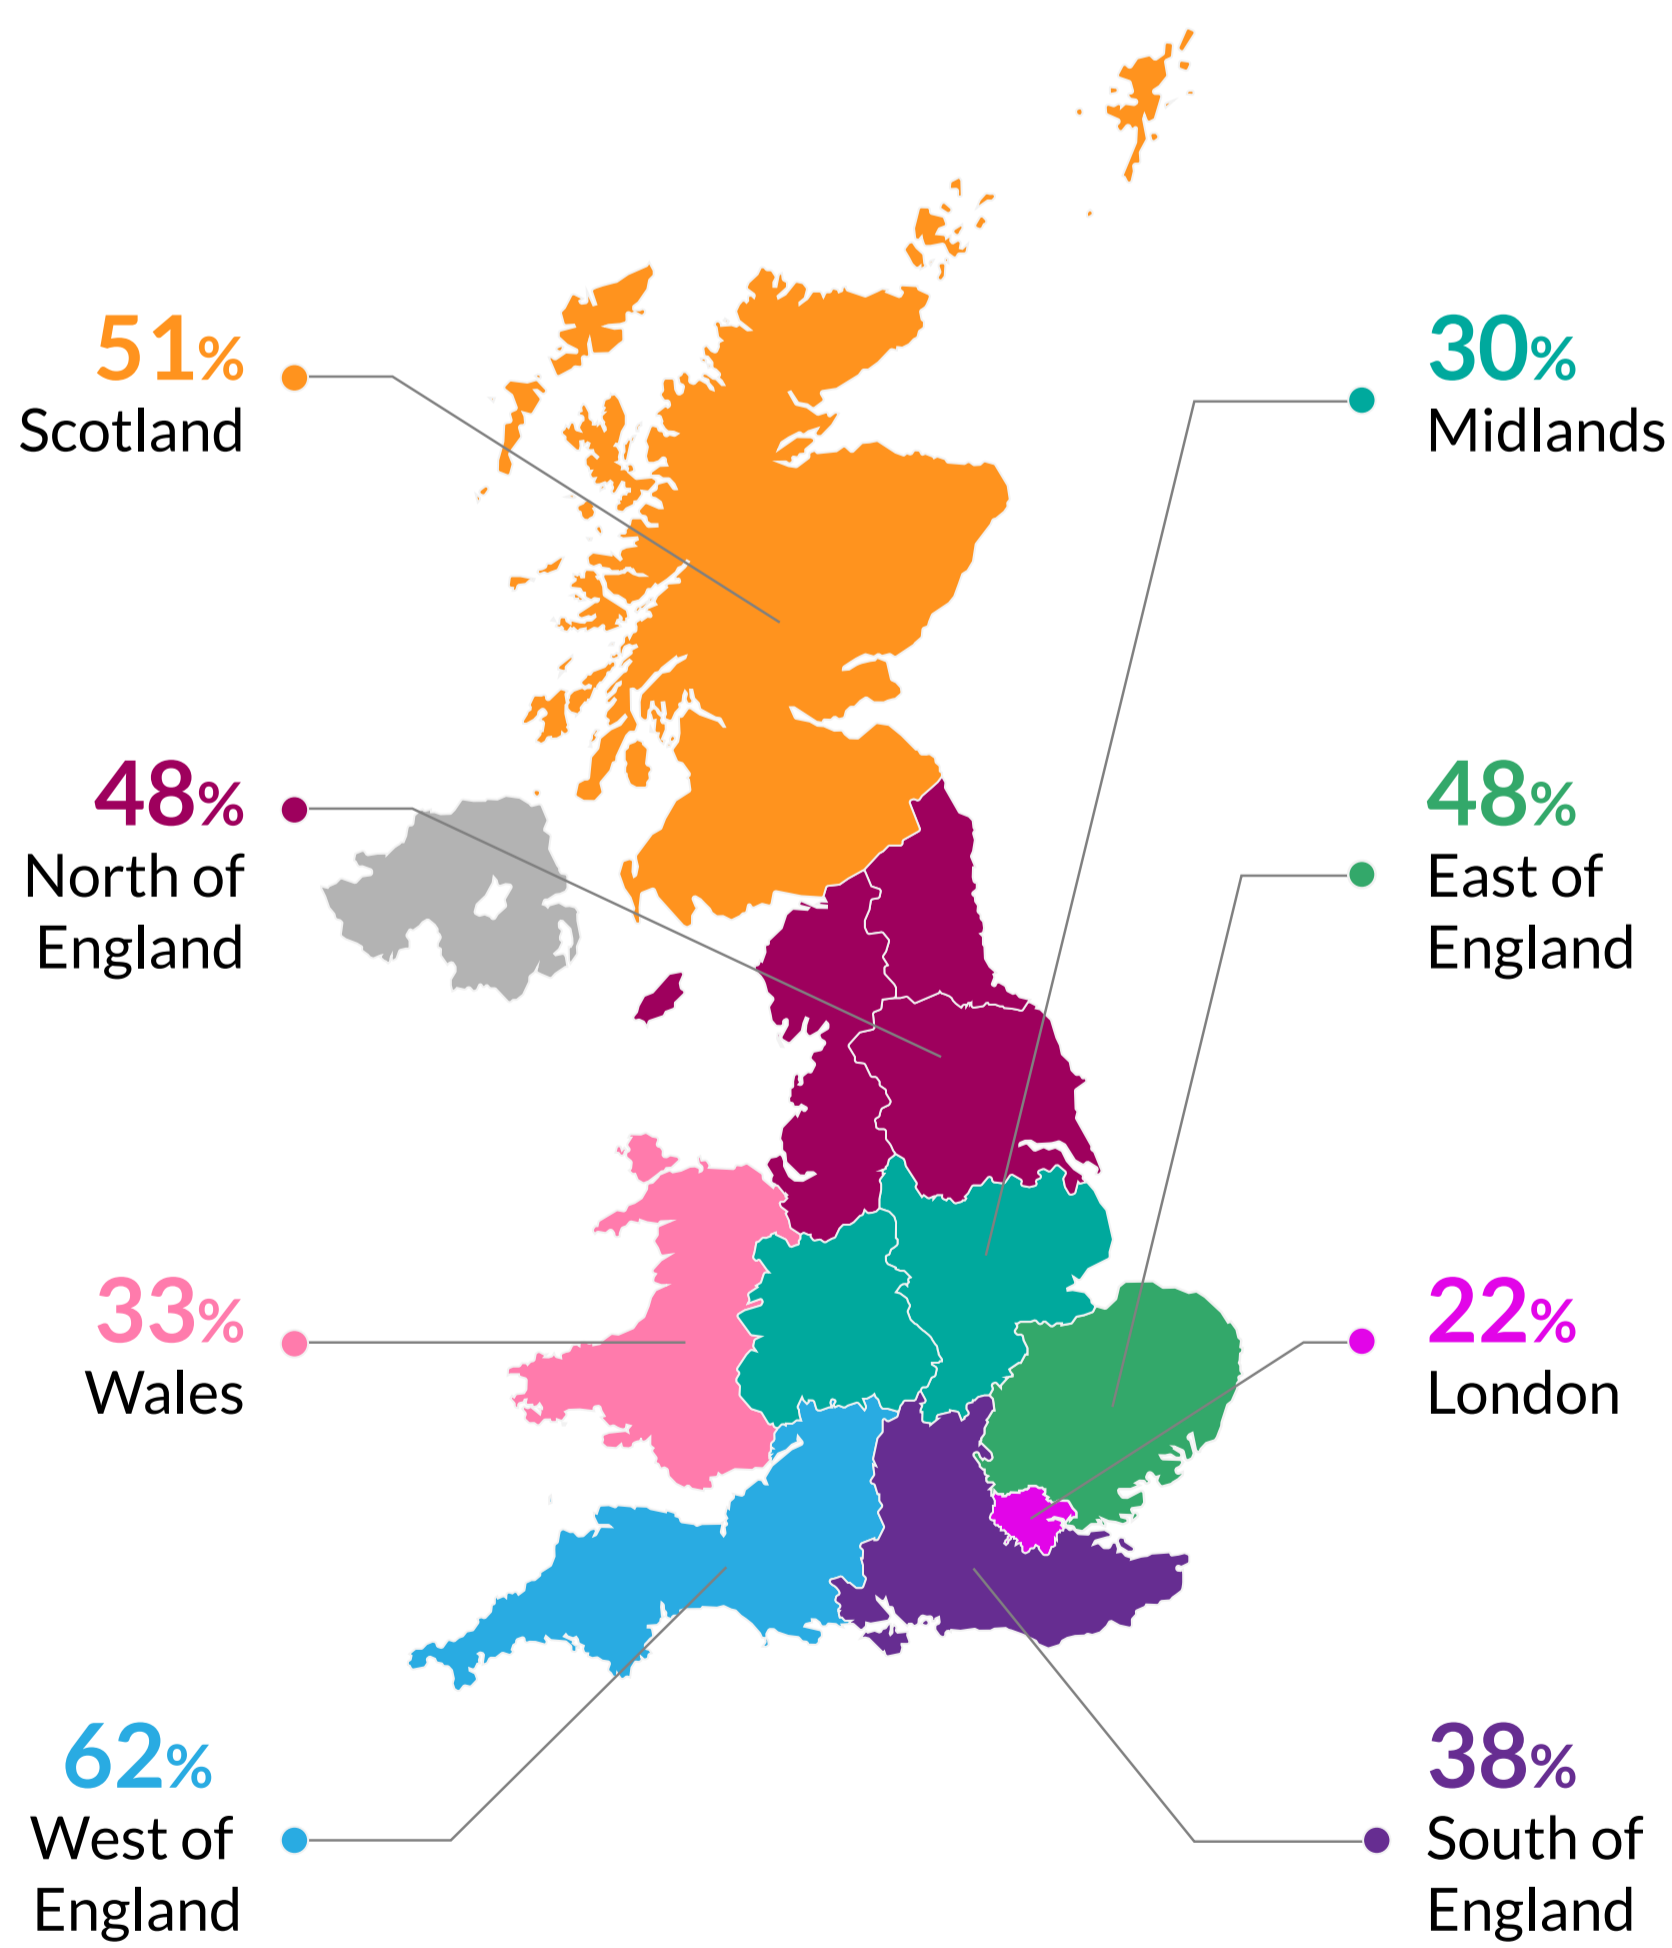 51%
Scotland
30%
Midlands
48%
North of
England
48%
East of
England
33%
Wales
22%
London
62%
West of
England
38%
South of
England